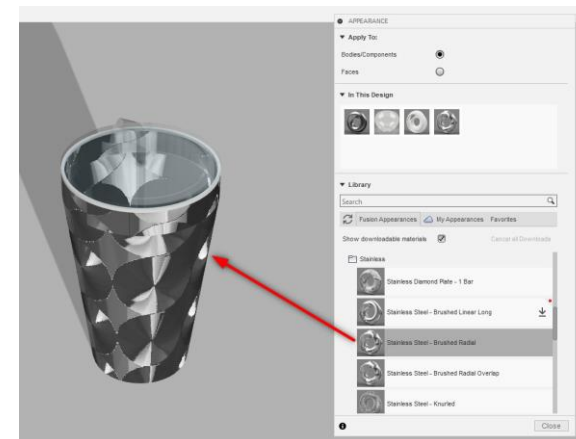 APPEARANCE
Apply To:
Bodies/Components
Faces
In This Design
Library
Search
Fusion Appearances My Appearances Favorites
Show downloadable materials Cancel all Downloads
Stainless
Stainless Diamond Plate - 1 Bar
Stainless Steel - Brushed Linear Long
Stainless Steel - Brushed Radial
Stainless Steel - Brushed Radial Overlap
Stainless Steel - Knurled
Close